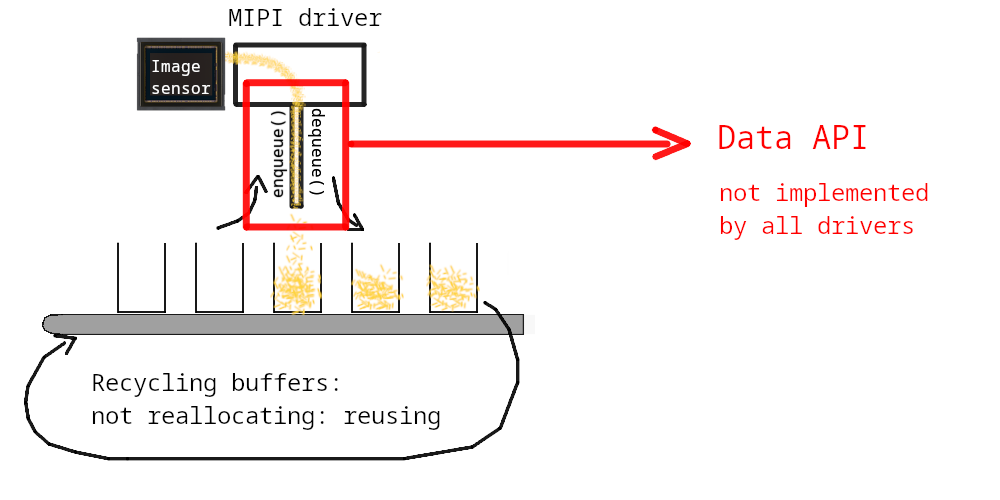 MIPI driver
Image
sensor
enqueue()
dequeue()
Data API
not implemented
by all drivers
Recycling buffers:
not reallocating: reusing